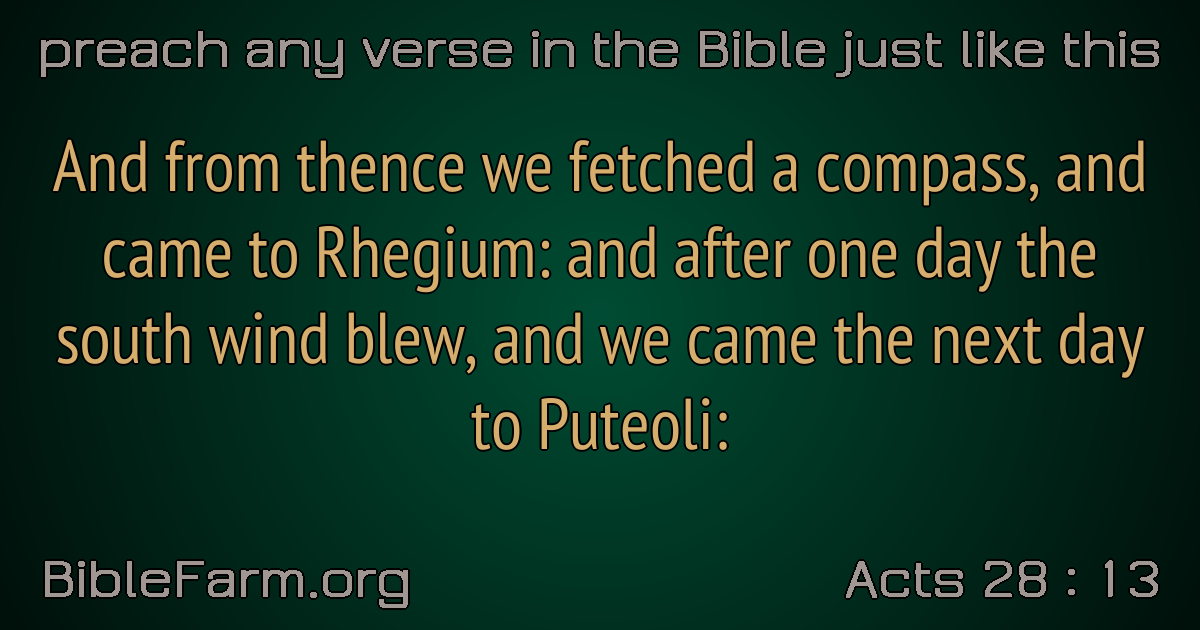 preach any verse in the Bible just like this
And from thence we fetched a compass, and
came to Rhegium: and after one day the
south wind blew, and we came the next day
to Puteoli:
BibleFarm.org
Acts 28 : 13